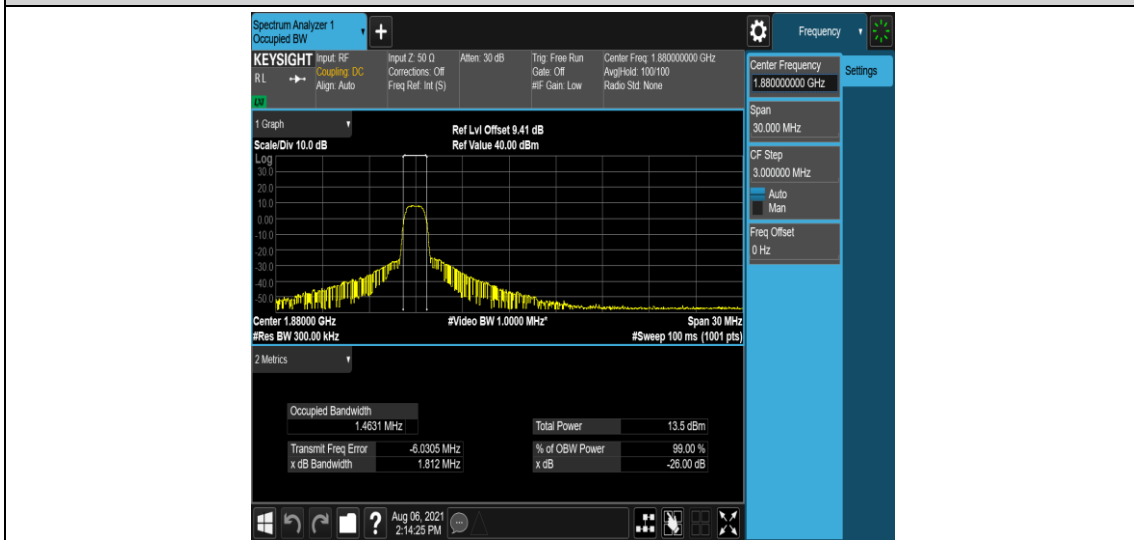 Spectrum Analyzer 1
Occupied BW
+
Frequency
KEYSIGHT Input: RF Input Z: 50 Ω Atten: 30 dB Trig: Free Run Center Freq: 1.880000000 GHz
RL Coupling: DC Corrections: Off Gate: Off Avg|Hold: 100/100
Align: Auto Freq Ref: Int (S) #IF Gain: Low Radio Std: None
Center Frequency
1.880000000 GHz
Settings
Span
30.000 MHz
CF Step
3.000000 MHz
Auto
Man
Freq Offset
0 Hz
1 Graph
Ref Lvl Offset 9.41 dB
Scale/Div 10.0 dB Ref Value 40.00 dBm
Log
30.0
20.0
10.0
0.00
-10.0
-20.0
-30.0
-40.0
-50.0
Center 1.88000 GHz #Video BW 1.0000 MHz* Span 30 MHz
#Res BW 300.00 kHz #Sweep 100 ms (1001 pts)
2 Metrics
Occupied Bandwidth
1.4631 MHz
Total Power 13.5 dBm
Transmit Freq Error -6.0305 MHz % of OBW Power 99.00 %
x dB Bandwidth 1.812 MHz x dB -26.00 dB
?
Aug 06, 2021
2:14:25 PM